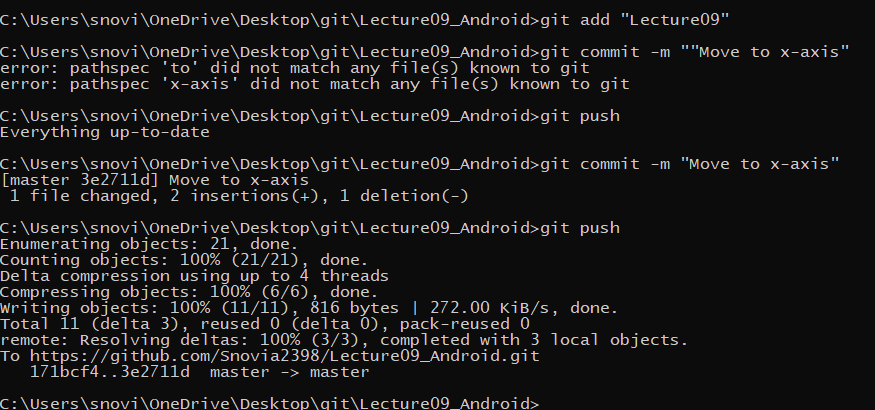 C:\Users\snovi\OneDrive\Desktop\git\Lecture09_Android>git add "Lecture09"
C:\Users\snovi\OneDrive\Desktop\git\Lecture09_Android>git commit -m ""Move to x-axis"
error: pathspec 'to' did not match any file(s) known to git
error: pathspec 'x-axis' did not match any file(s) known to git
C:\Users\snovi\OneDrive\Desktop\git\Lecture09_Android>git push
Everything up-to-date
C:\Users\snovi\OneDrive\Desktop\git\Lecture09_Android>git commit -m "Move to x-axis"
[master 3e2711d] Move to x-axis
 1 file changed, 2 insertions(+), 1 deletion(-)
C:\Users\snovi\OneDrive\Desktop\git\Lecture09_Android>git push
Enumerating objects: 21, done.
Counting objects: 100% (21/21), done.
Delta compression using up to 4 threads
Compressing objects: 100% (6/6), done.
Writing objects: 100% (11/11), 816 bytes | 272.00 KiB/s, done.
Total 11 (delta 3), reused 0 (delta 0), pack-reused 0
remote: Resolving deltas: 100% (3/3), completed with 3 local objects.
To https://github.com/Snovia2398/Lecture09_Android.git
   171bcf4..3e2711d  master -> master
C:\Users\snovi\OneDrive\Desktop\git\Lecture09_Android>